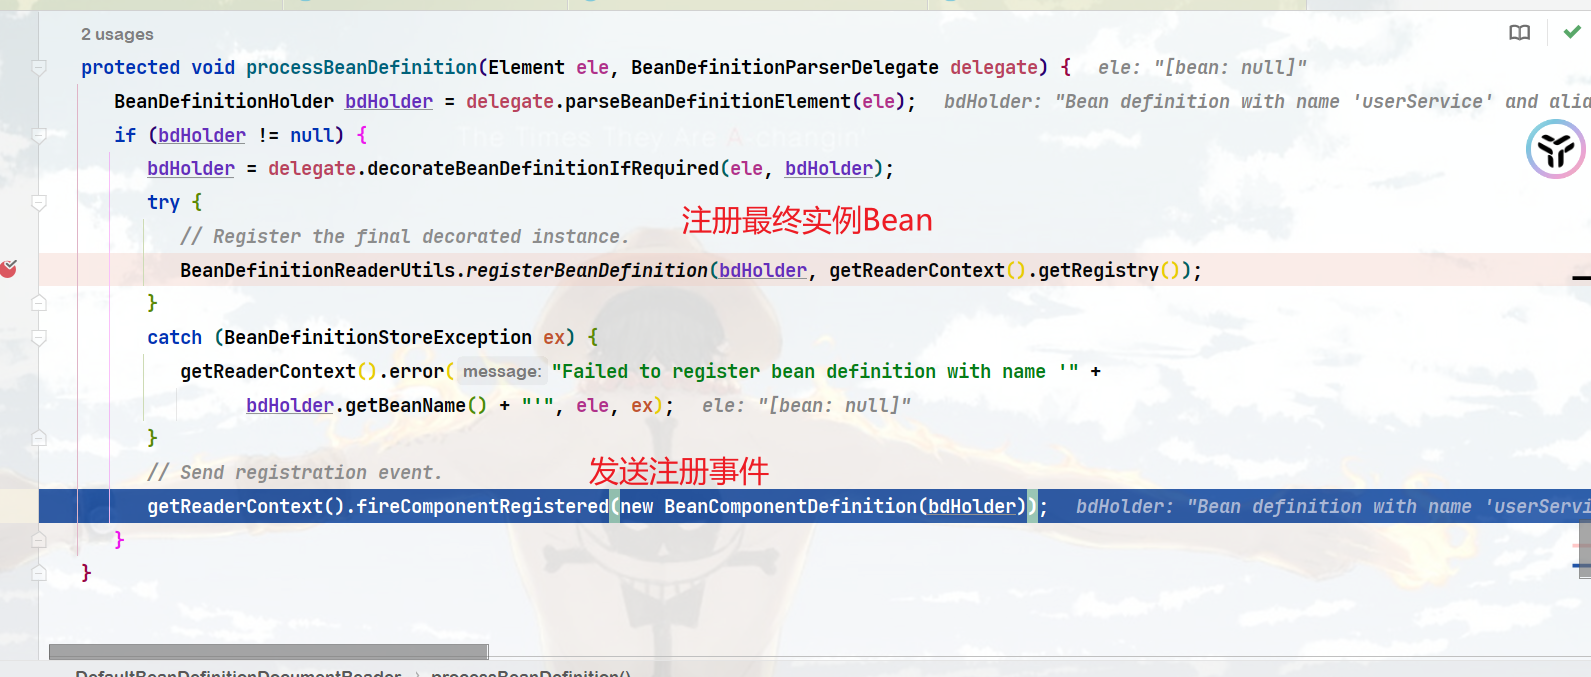 2 usages
protected void processBeanDefinition(Element ele, BeanDefinitionParserDelegate delegate) {  ele: "[bean: null]"
BeanDefinitionHolder bdHolder = delegate.parseBeanDefinitionElement(ele);  bdHolder: "Bean definition with name 'userService' and alia
if (bdHolder != null) {
The Times They Are A-changin
bdHolder = delegate.decorateBeanDefinitionIfRequired(ele, bdHolder);
try {
注册最终实例Bean
// Register the final decorated instance.
BeanDefinitionReaderUtils.registerBeanDefinition(bdHolder, getReaderContext().getRegistry());
}
catch (BeanDefinitionStoreException ex) {
getReaderContext().error( message: "Failed to register bean definition with name '" +
bdHolder.getBeanName() + "'", ele, ex);  ele: "[bean: null]"
}
发送注册事件
// Send registration event.
getReaderContext().fireComponentRegistered(new BeanComponentDefinition(bdHolder));  bdHolder: "Bean definition with name 'userServi
}
}
DefaultBeanDefinitionDocumentReader > processBeanDefinition()